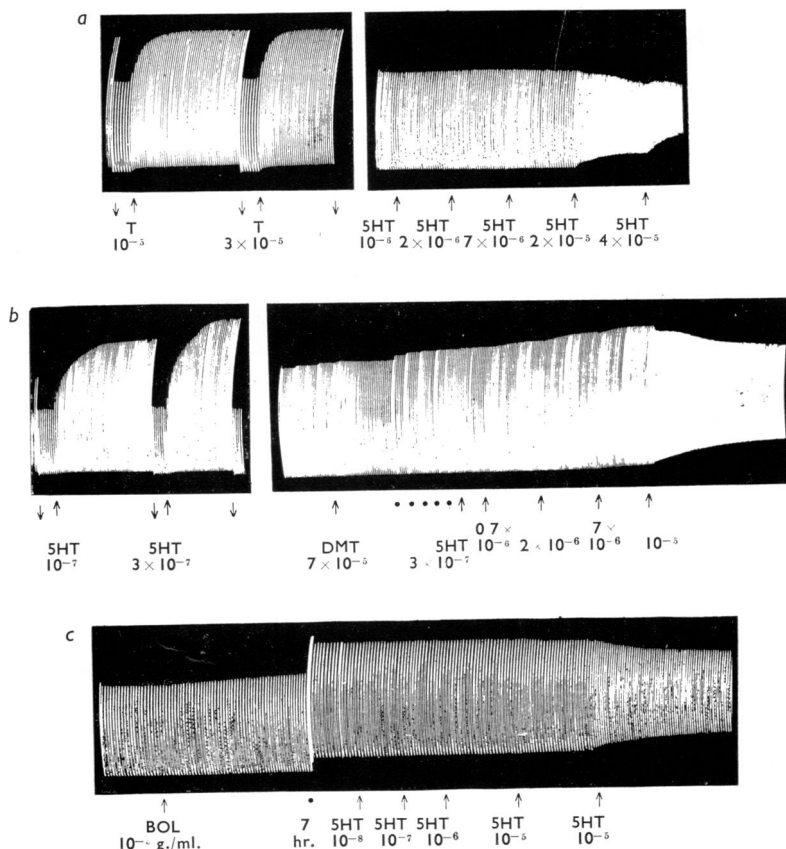 a
T 5HT 5HT 5HT 5HT 5HT
10⁻⁵ 3 × 10⁻⁵ 10⁻⁶ 2 × 10⁻⁶ 7 × 10⁻⁶ 2 × 10⁻⁵ 4 × 10⁻⁵
b
0 7 × 7 ×
5HT 5HT DMT 5HT 10⁻⁶ 2 × 10⁻⁶ 10⁻⁶ 10⁻⁵
10⁻⁷ 3 × 10⁻⁷ 7 × 10⁻⁵ 3 × 10⁻⁷
c
BOL 7 5HT 5HT 5HT 5HT 5HT
g./ml. hr. 10⁻⁸ 10⁻⁷ 10⁻⁶ 10⁻⁵ 10⁻⁵